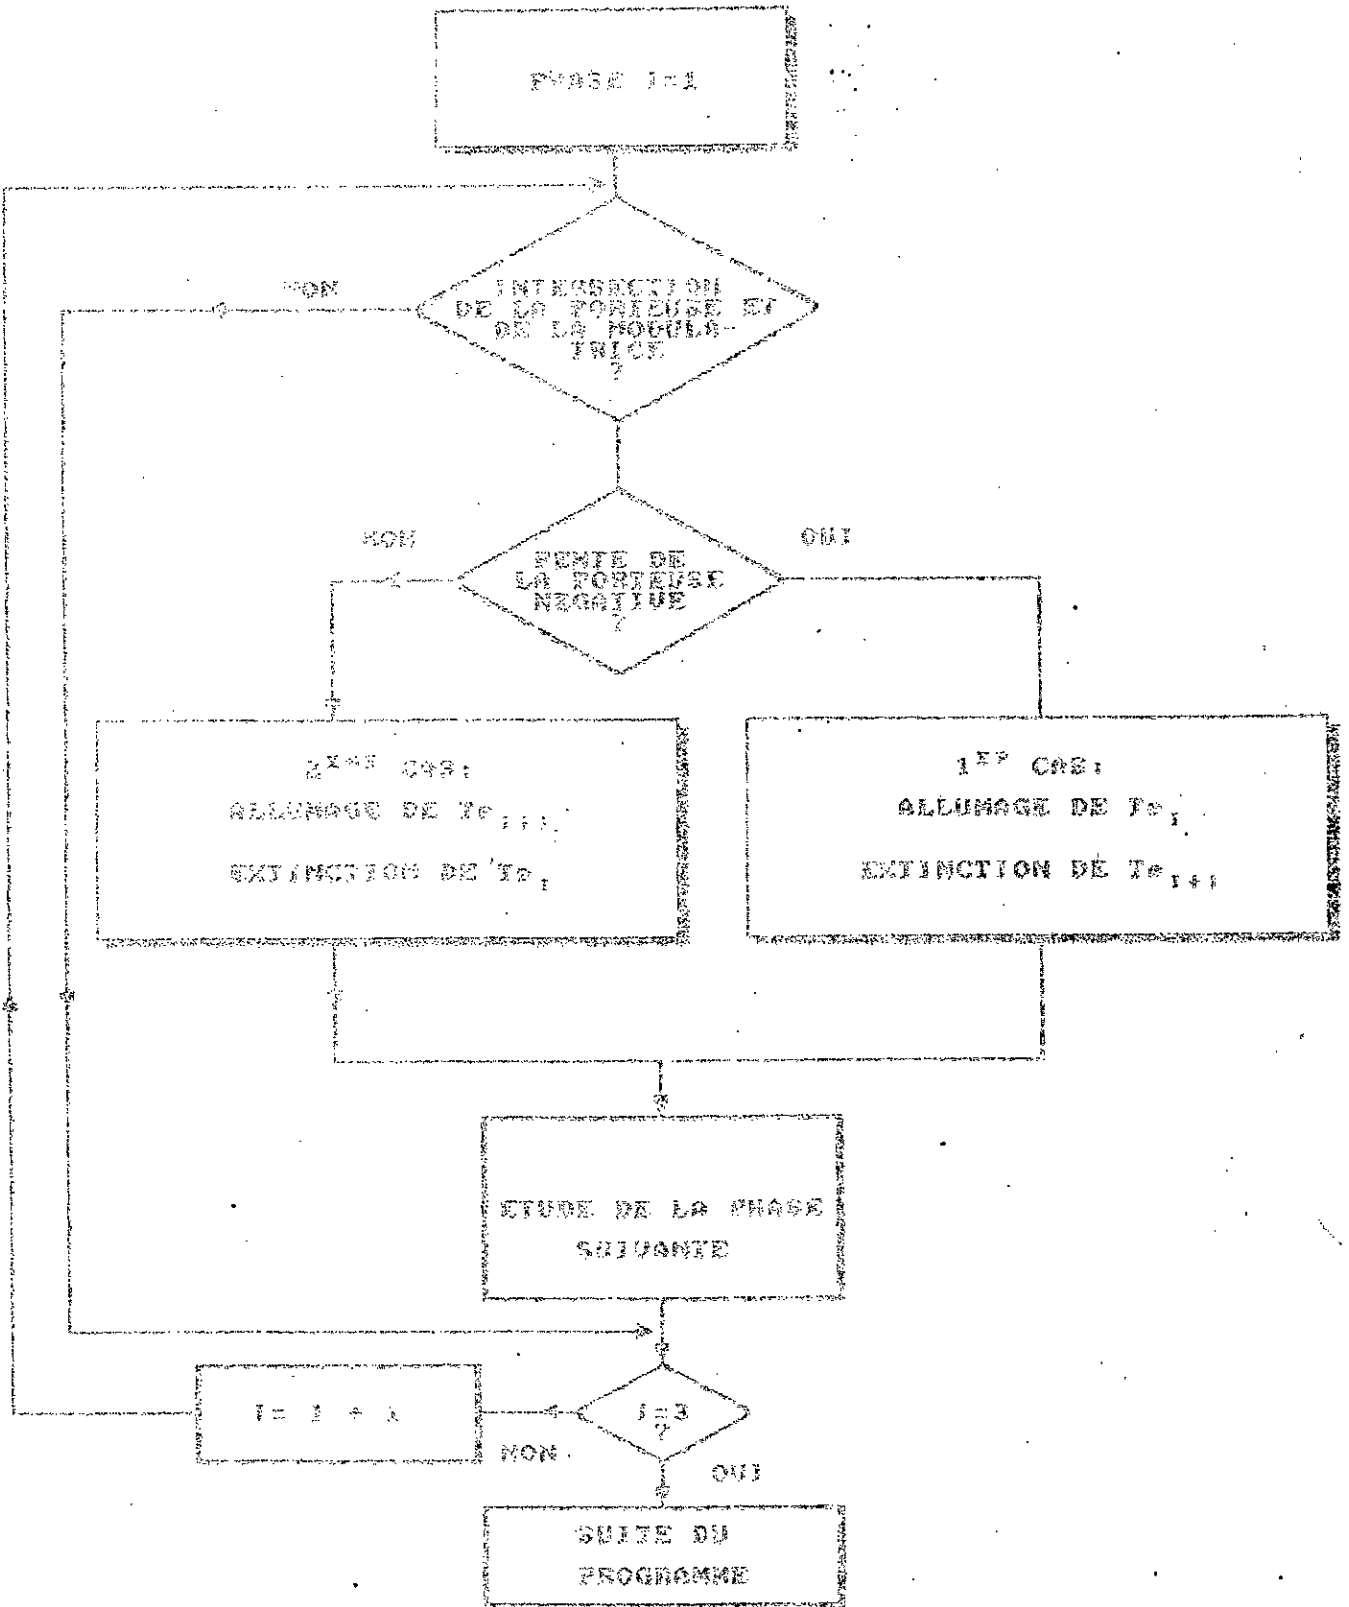 PHASE I=1
NON
INTERSECTION
DE LA PORTEUSE ET
DE LA MODULA-
TRICE
?
NON
OUI
PENTE DE
LA PORTEUSE
NEGATIVE
?
CAS:
ALLUMAGE DE Te
EXTINCTION DE Te I
1 CAS:
ALLUMAGE DE Te I
EXTINCTION DE Te I+1
ETUDE DE LA PHASE
SUIVANTE
I= I + 1
I=3
?
NON
OUI
SUITE DU
PROGRAMME